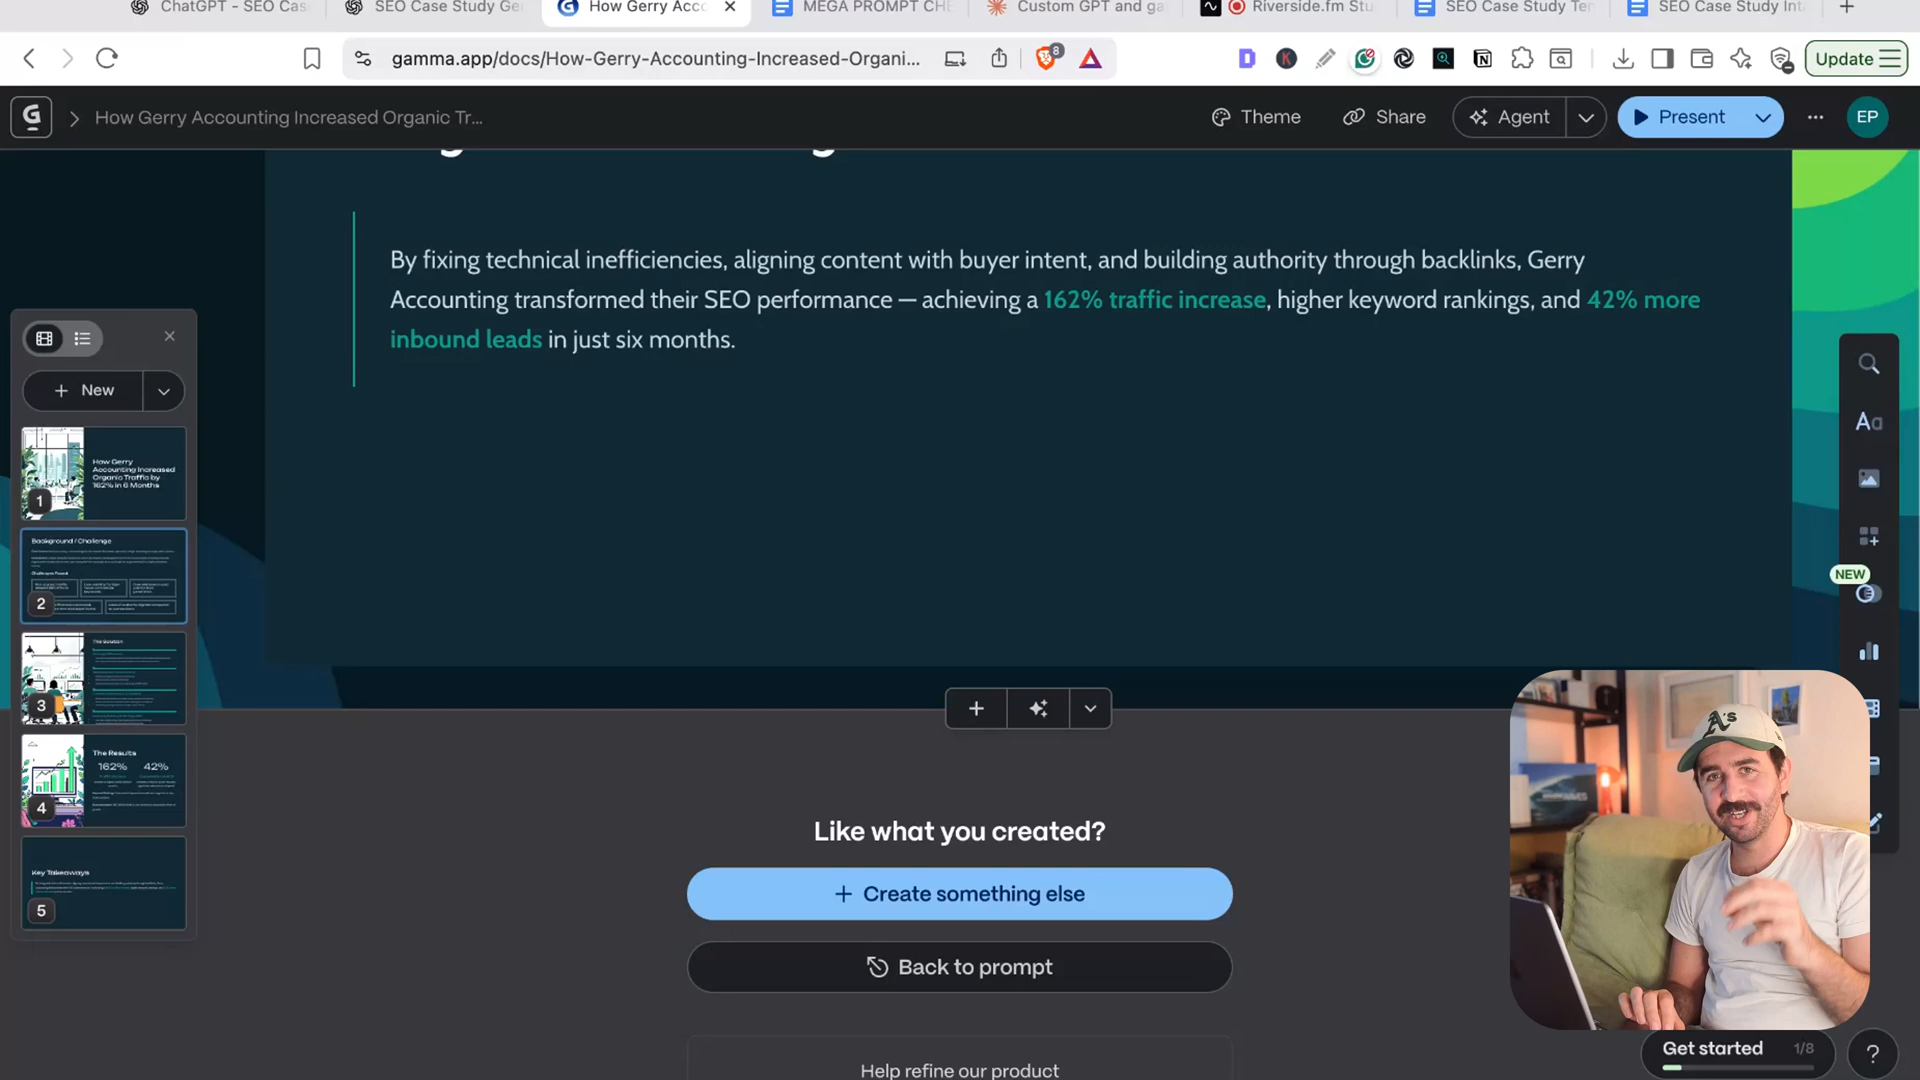 ChatGPT - SEO Cas
SEO Case Study Ge
How Gerry Acco
MEGA PROMPT CHE
Custom GPT and ga
Riverside.fm Stu
SEO Case Study Ten
SEO Case Study Int
gamma.app/docs/How-Gerry-Accounting-Increased-Organi...
8
Update
How Gerry Accounting Increased Organic Tr...
Theme
Share
Agent
Present
EP
By fixing technical inefficiencies, aligning content with buyer intent, and building authority through backlinks, Gerry
Accounting transformed their SEO performance — achieving a 162% traffic increase, higher keyword rankings, and 42% more
inbound leads in just six months.
New
How Gerry
Accounting Increased
Organic Traffic by
162% in 6 Months
1
Background / Challenge
2
The Solution
3
The Results
162% 42%
4
Key Takeaways
5
Aa
NEW
Like what you created?
Create something else
Back to prompt
Help refine our product
A's
Get started 1/8
?